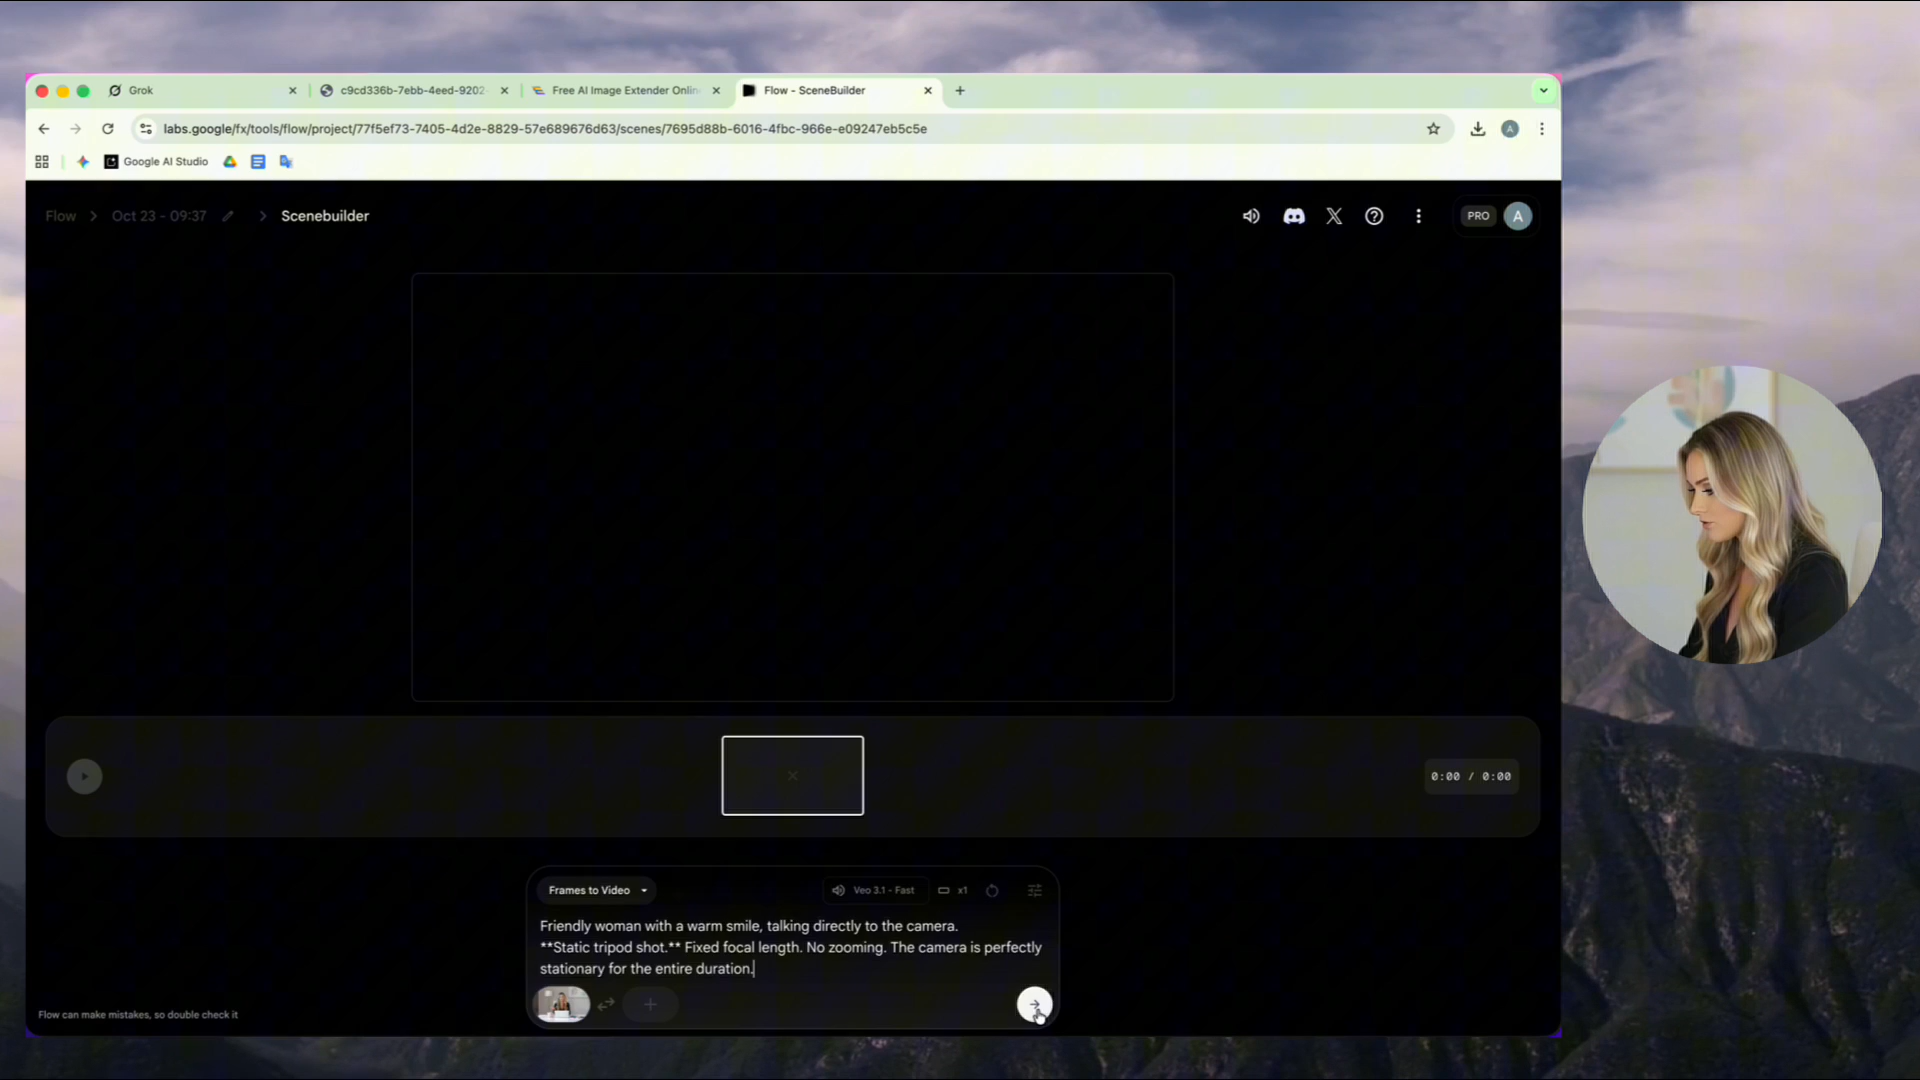 Grok
c9cd336b-7ebb-4eed-9202-
Free AI Image Extender Onlin
Flow - SceneBuilder
labs.google/fx/tools/flow/project/77f5ef73-7405-4d2e-8829-57e689676d63/scenes/7695d88b-6016-4fbc-966e-e09247eb5c5e
A
Google AI Studio
Flow
Oct 23 - 09:37
Scenebuilder
PRO
A
0:00 / 0:00
Frames to Video
Veo 3.1 - Fast
x1
Friendly woman with a warm smile, talking directly to the camera.
**Static tripod shot.** Fixed focal length. No zooming. The camera is perfectly
stationary for the entire duration.
Flow can make mistakes, so double check it